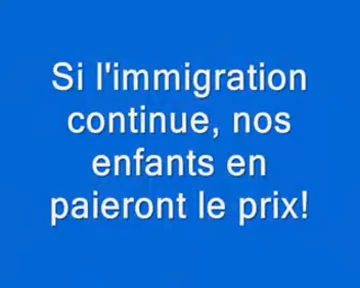 Si l'immigration
continue, nos
enfants en
paieront le prix!